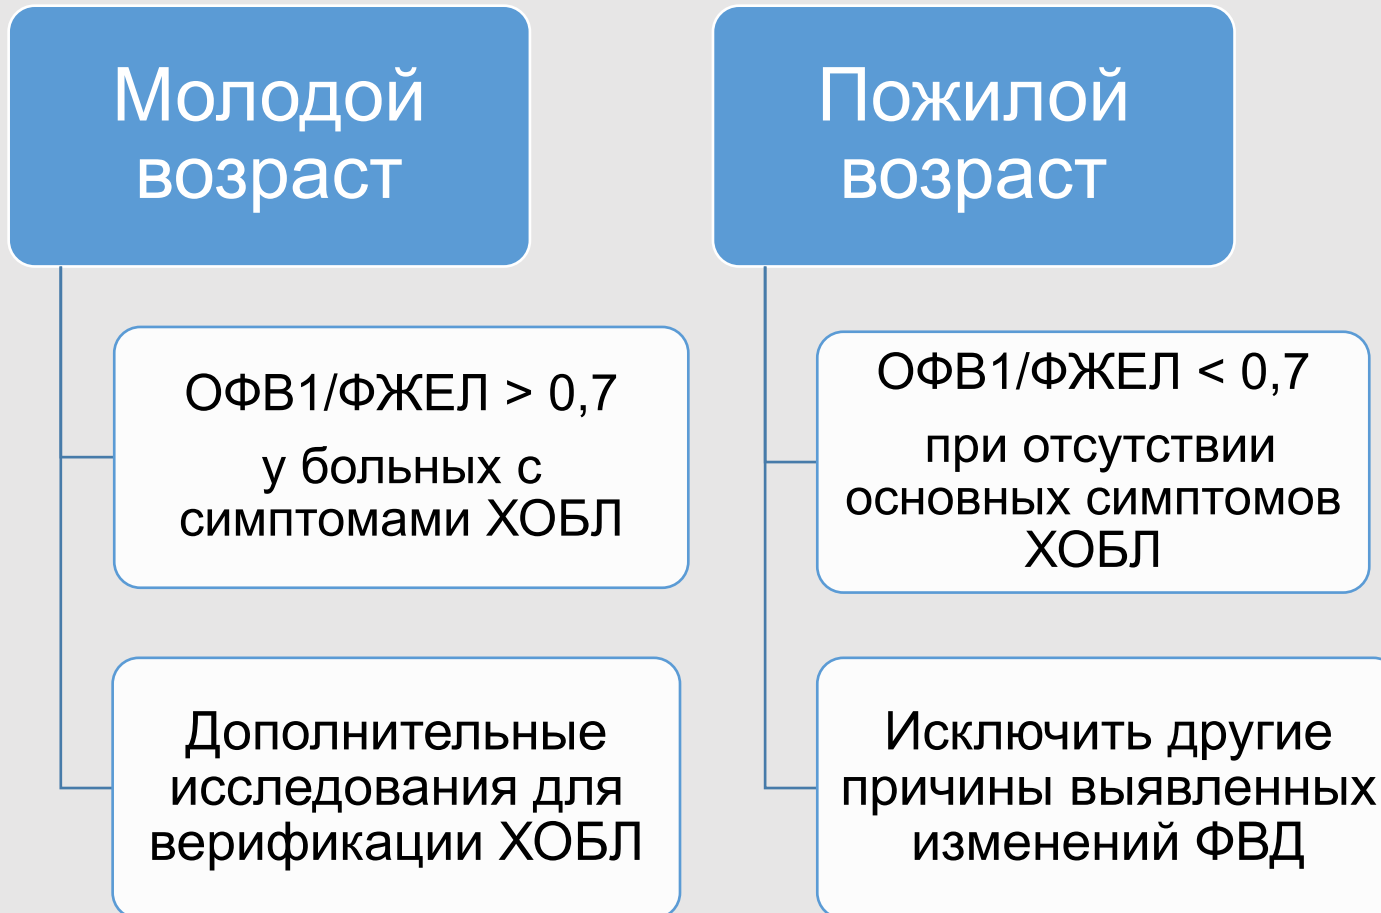 Молодой
возраст
ОФВ1/ФЖЕЛ > 0,7
у больных с
симптомами ХОБЛ
Дополнительные
исследования для
верификации ХОБЛ
Пожилой
возраст
ОФВ1/ФЖЕЛ < 0,7
при отсутствии
основных симптомов
ХОБЛ
Исключить другие
причины выявленных
изменений ФВД